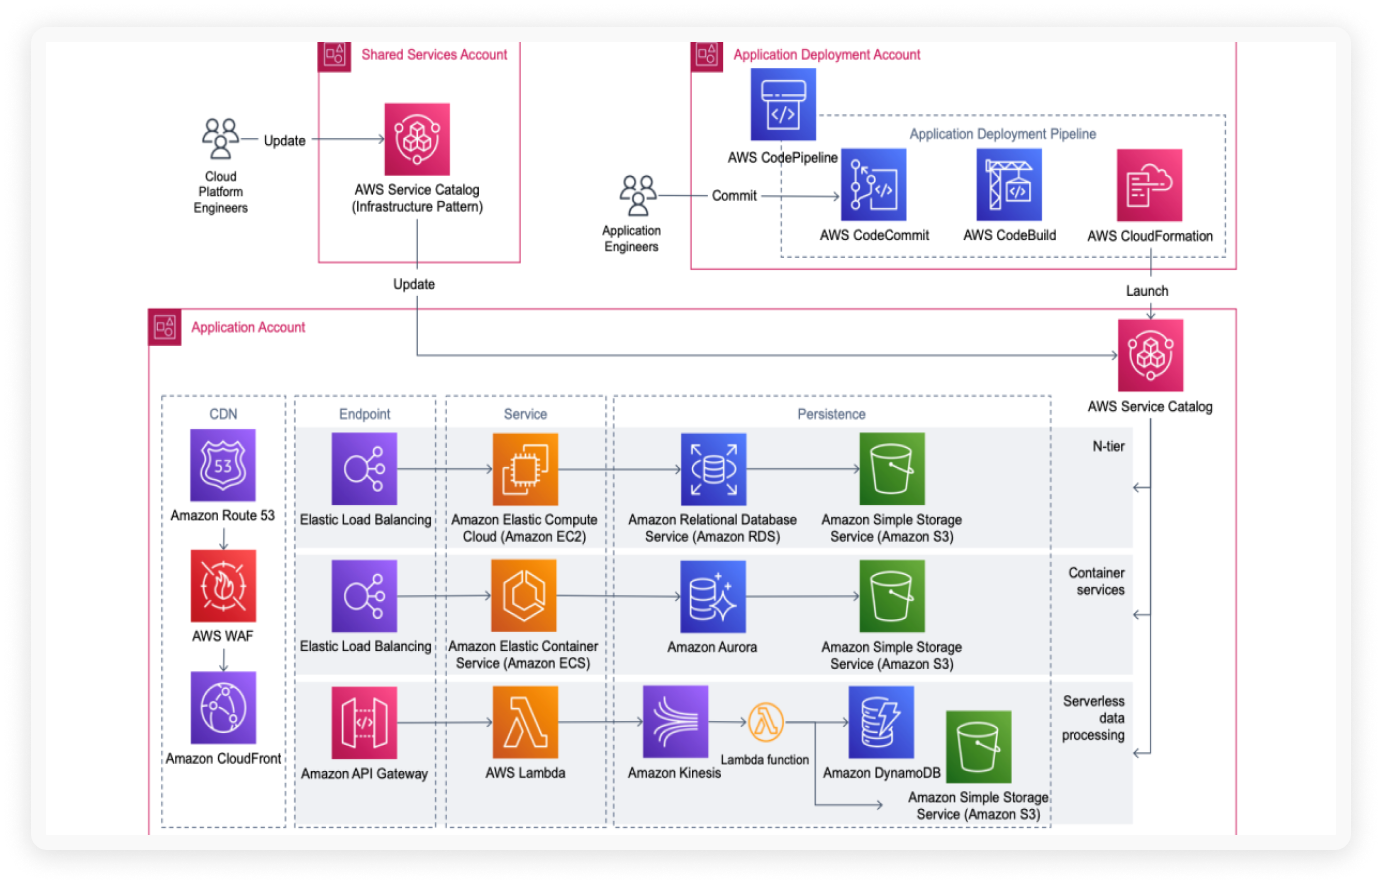 Shared Services Account
Application Deployment Account
Update
Cloud
Platform
Engineers
AWS Service Catalog
(Infrastructure Pattern)
Application Deployment Pipeline
AWS CodePipeline
Commit
Application
Engineers
AWS CodeCommit
AWS CodeBuild
AWS CloudFormation
Update
Launch
Application Account
AWS Service Catalog
CDN
Endpoint
Service
Persistence
53
Amazon Route 53
AWS WAF
Amazon CloudFront
N-tier
Elastic Load Balancing
Amazon Elastic Compute
Cloud (Amazon EC2)
Amazon Relational Database
Service (Amazon RDS)
Amazon Simple Storage
Service (Amazon S3)
Container
services
Elastic Load Balancing
Amazon Elastic Container
Service (Amazon ECS)
Amazon Aurora
Amazon Simple Storage
Service (Amazon S3)
Serverless
data
processing
Amazon API Gateway
AWS Lambda
Amazon Kinesis
Lambda function
Amazon DynamoDB
Amazon Simple Storage
Service (Amazon S3)